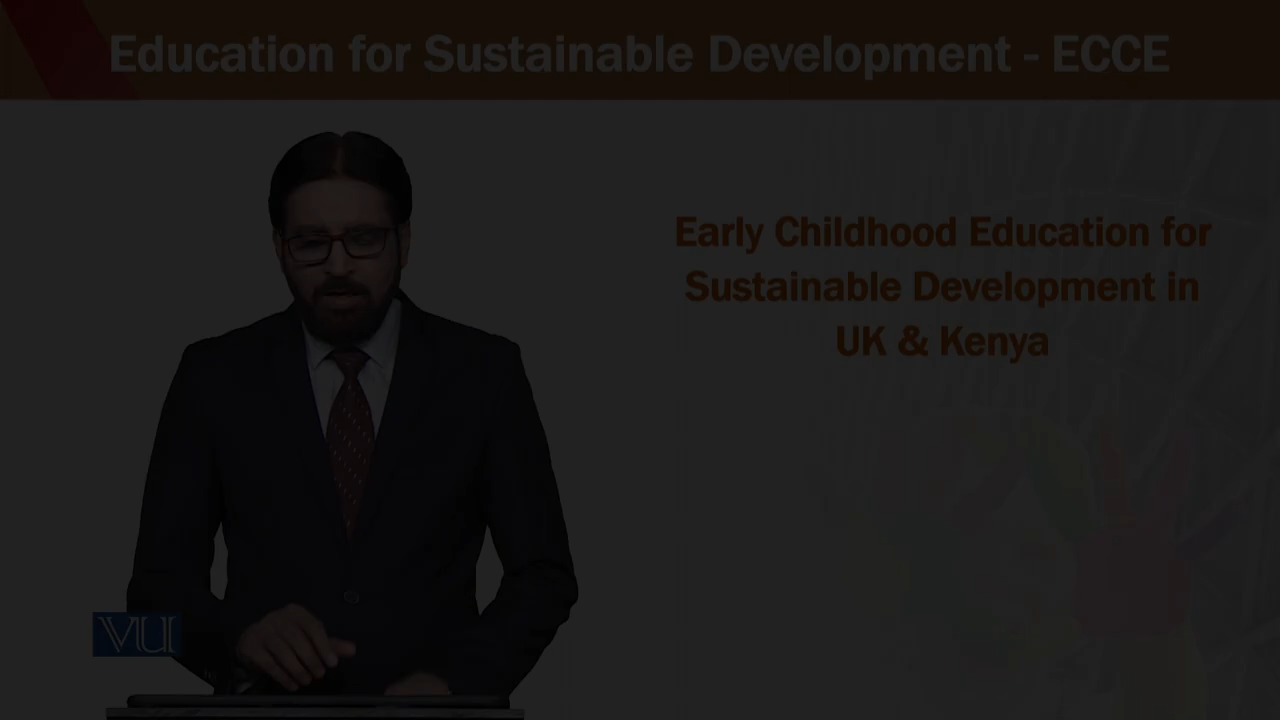 Education for Sustainable Development - ECCE
Early Childhood Education for
Sustainable Development in
UK & Kenya
VU